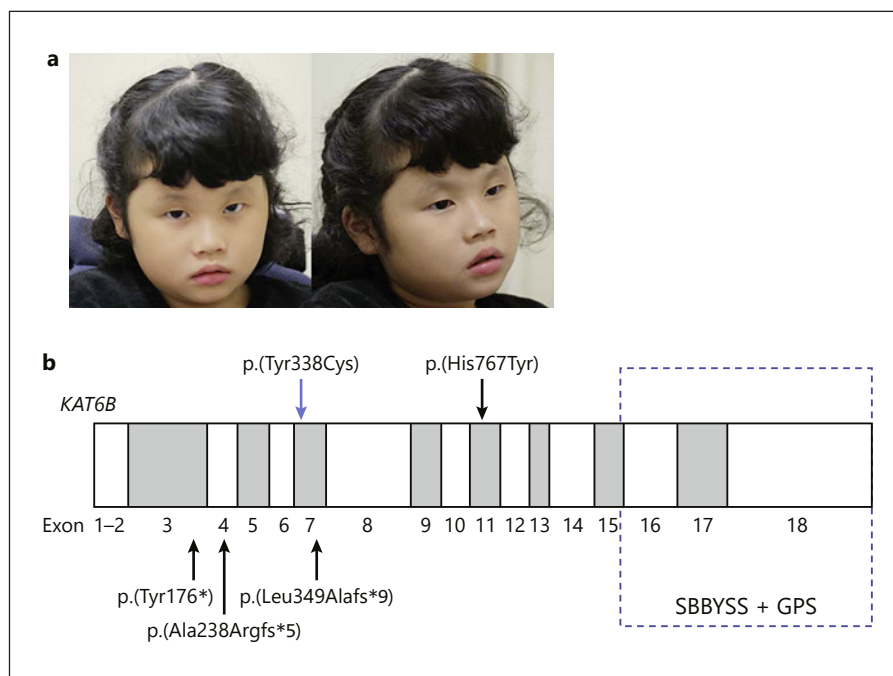 a
b
p.(Tyr338Cys) p.(His767Tyr)
KAT6B
Exon 1–2 3 4 5 6 7 8 9 10 11 12 13 14 15 16 17 18
p.(Tyr176*) p.(Leu349Alafs*9)
p.(Ala238Argfs*5)
SBBYSS + GPS